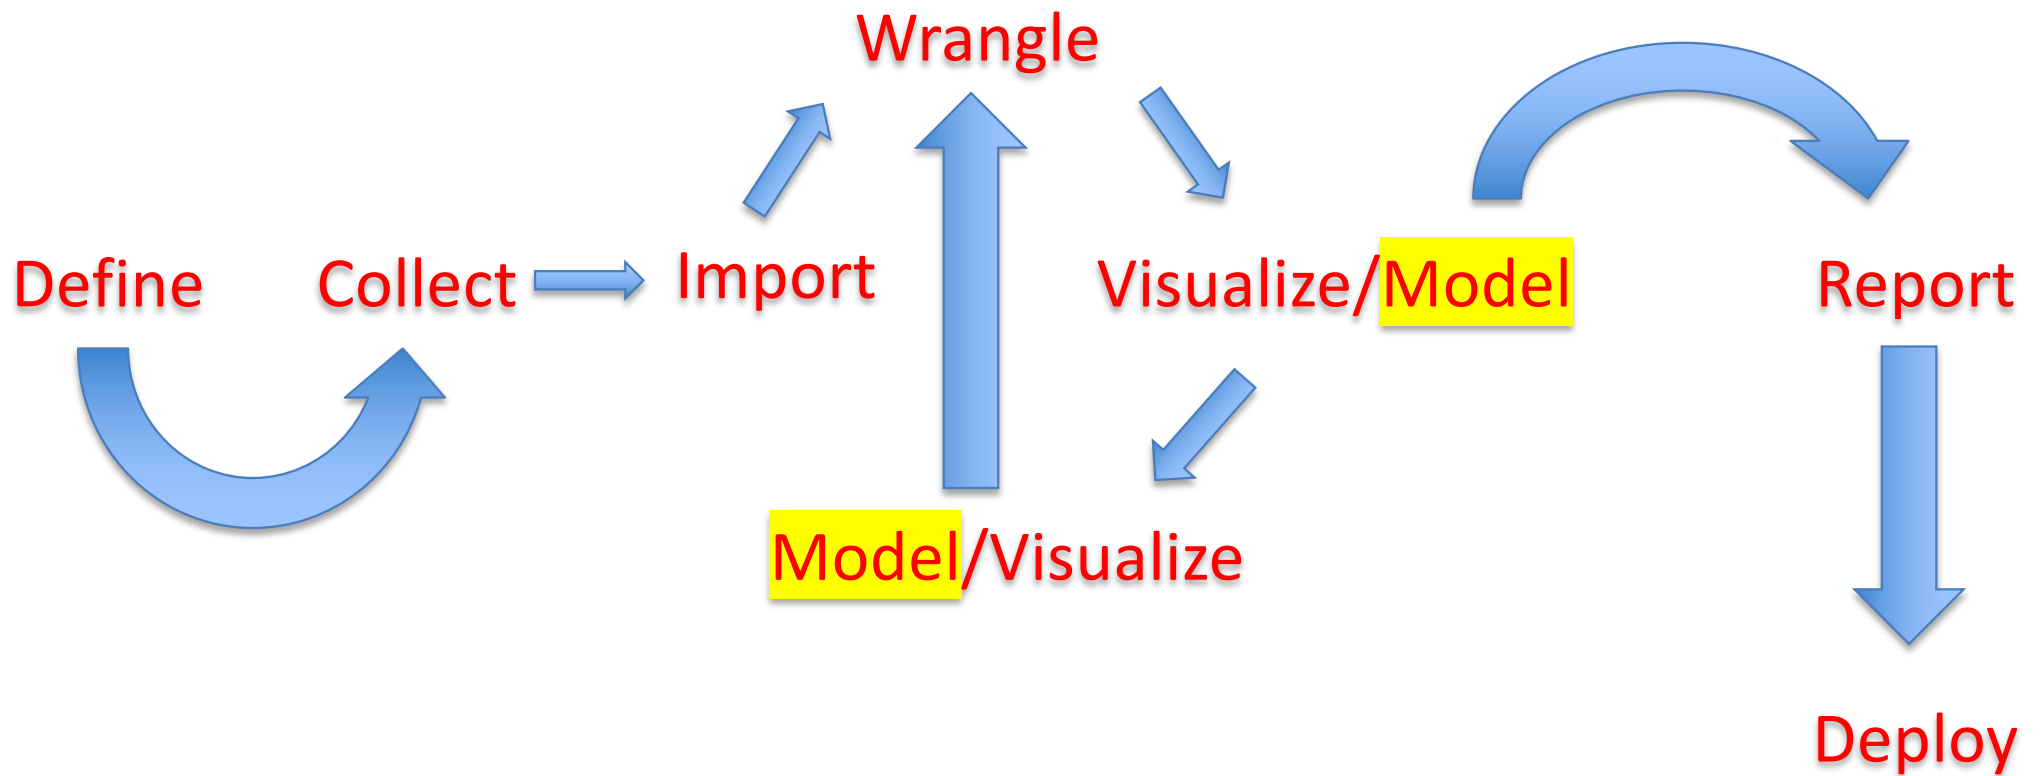 Wrangle
Define
Collect
Import
Visualize/Model
Report
Model/Visualize
Deploy